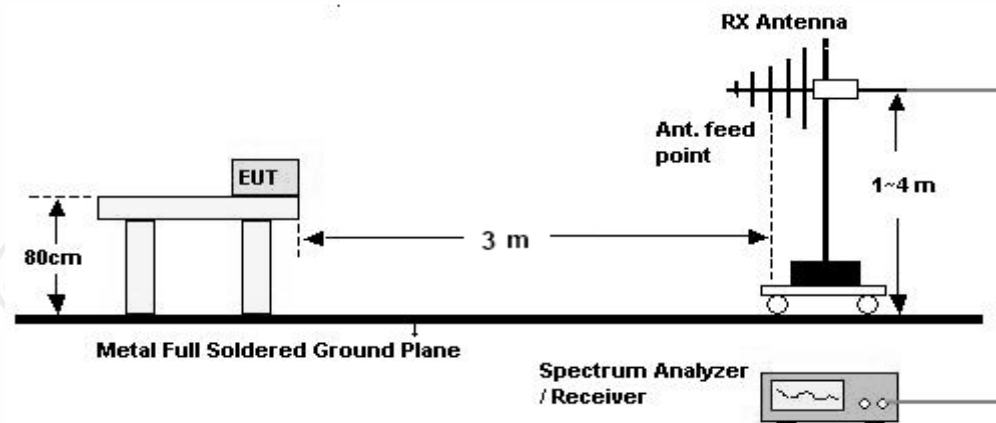 RX Antenna
Ant. feed
point
1~4 m
EUT
80cm
3 m
Metal Full Soldered Ground Plane
Spectrum Analyzer
/ Receiver